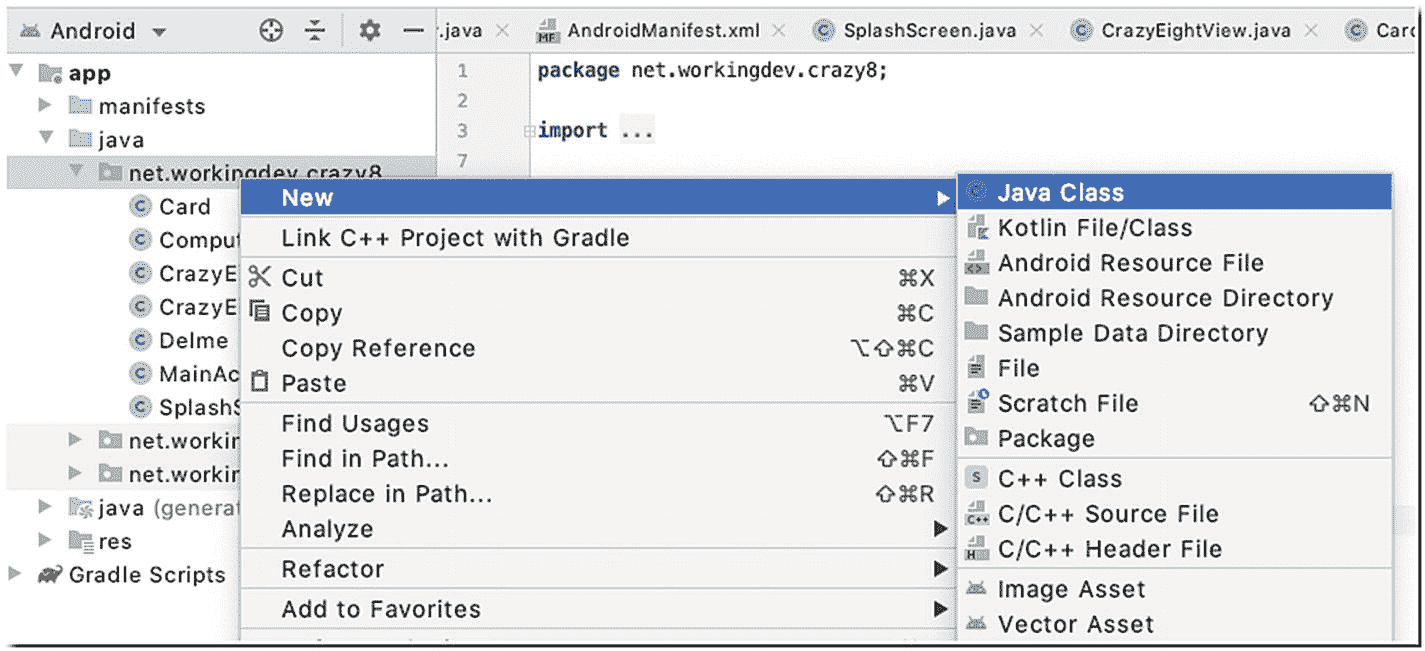 Android
.java
MF AndroidManifest.xml
C SplashScreen.java
C CrazyEightView.java
C Card
app
manifests
java
net.workingdev.crazy8
C Card
C Comput
C CrazyE
C CrazyE
C Delme
C MainAc
C SplashS
net.workin
net.workin
java (generat
res
Gradle Scripts
1 package net.workingdev.crazy8;
2
3 import ...
7
New
Link C++ Project with Gradle
Cut ⌘X
Copy ⌘C
Copy Reference ⌥⇧⌘C
Paste ⌘V
Find Usages ⌥F7
Find in Path... ⇧⌘F
Replace in Path... ⇧⌘R
Analyze
Refactor
Add to Favorites
C Java Class
Kotlin File/Class
Android Resource File
Android Resource Directory
Sample Data Directory
File
Scratch File ⇧⌘N
Package
S C++ Class
C++ C/C++ Source File
H C/C++ Header File
Image Asset
Vector Asset